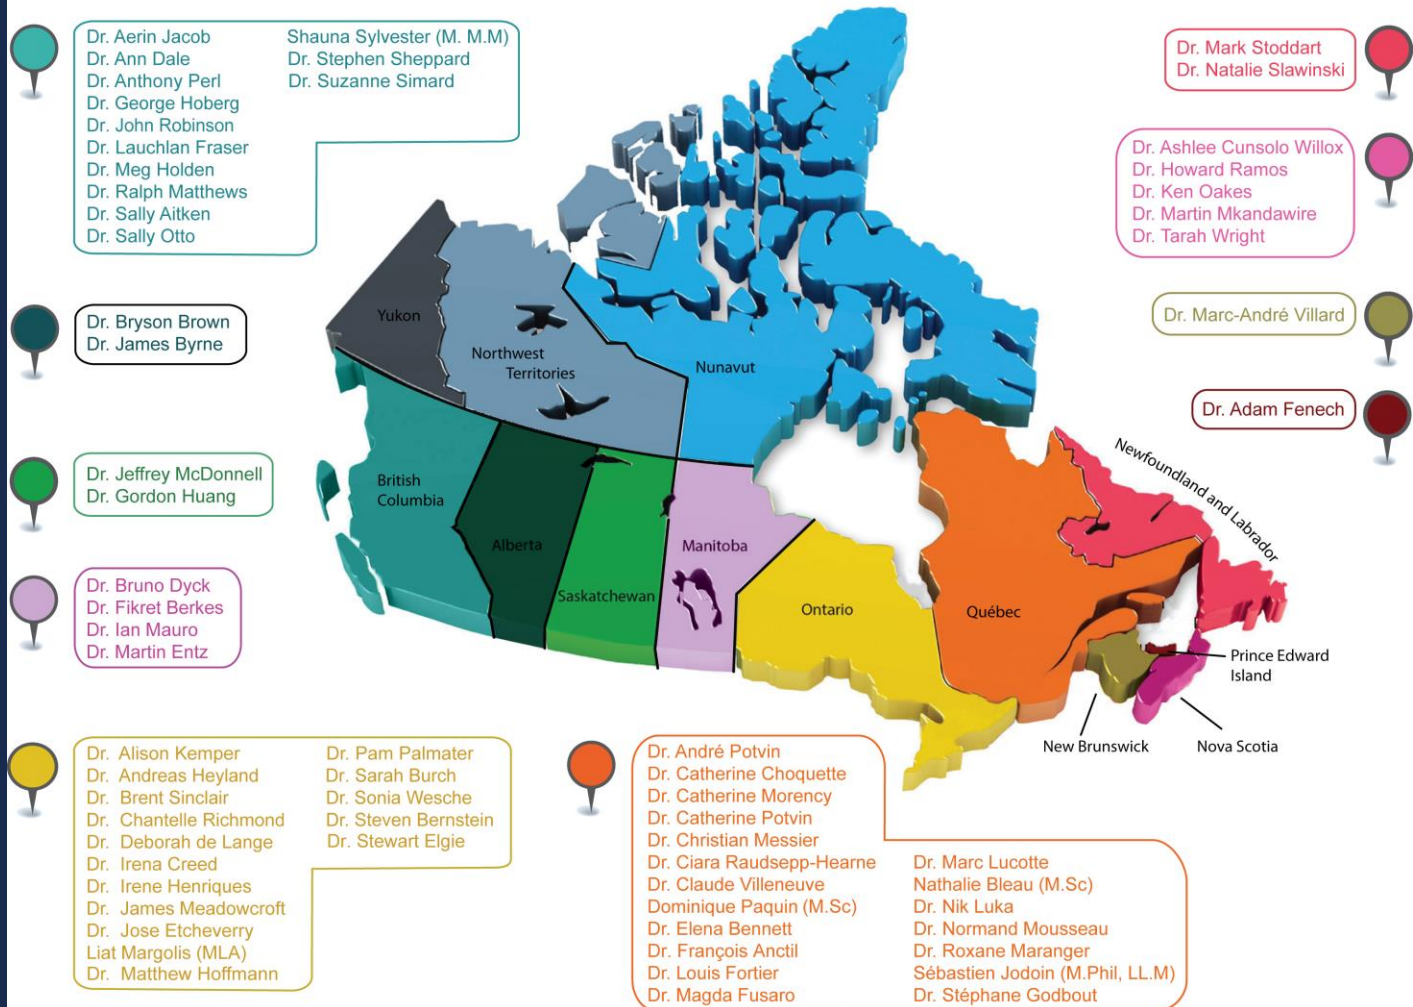 Dr. Aerin Jacob
Dr. Ann Dale
Dr. Anthony Perl
Dr. George Hoberg
Dr. John Robinson
Dr. Lauchlan Fraser
Dr. Meg Holden
Dr. Ralph Matthews
Dr. Sally Aitken
Dr. Sally Otto
Shauna Sylvester (M. M.M)
Dr. Stephen Sheppard
Dr. Suzanne Simard
Dr. Bryson Brown
Dr. James Byrne
Dr. Jeffrey McDonnell
Dr. Gordon Huang
Dr. Bruno Dyck
Dr. Fikret Berkes
Dr. Ian Mauro
Dr. Martin Entz
Yukon
Northwest
Territories
Nunavut
British
Columbia
Alberta
Saskatchewan
Manitoba
Ontario
Québec
Newfoundland and Labrador
Prince Edward
Island
New Brunswick
Nova Scotia
Dr. Mark Stoddart
Dr. Natalie Slawinski
Dr. Ashlee Cunsolo Willox
Dr. Howard Ramos
Dr. Ken Oakes
Dr. Martin Mkandawire
Dr. Tarah Wright
Dr. Marc-André Villard
Dr. Adam Fenech
Dr. Alison Kemper
Dr. Andreas Heyland
Dr. Brent Sinclair
Dr. Chantelle Richmond
Dr. Deborah de Lange
Dr. Irena Creed
Dr. Irene Henriques
Dr. James Meadowcroft
Dr. Jose Etcheverry
Liat Margolis (MLA)
Dr. Matthew Hoffmann
Dr. Pam Palmater
Dr. Sarah Burch
Dr. Sonia Wesche
Dr. Steven Bernstein
Dr. Stewart Elgie
Dr. André Potvin
Dr. Catherine Choquette
Dr. Catherine Morency
Dr. Catherine Potvin
Dr. Christian Messier
Dr. Ciara Raudsepp-Hearne
Dr. Claude Villeneuve
Dominique Paquin (M.Sc)
Dr. Elena Bennett
Dr. François Anctil
Dr. Louis Fortier
Dr. Magda Fusaro
Dr. Marc Lucotte
Nathalie Bleau (M.Sc)
Dr. Nik Luka
Dr. Normand Mousseau
Dr. Roxane Maranger
Sébastien Jodoin (M.Phil, LL.M)
Dr. Stéphane Godbout